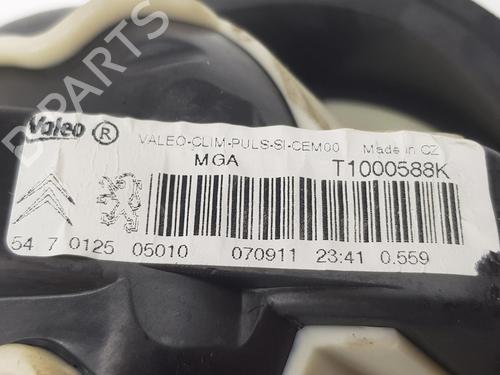 B-PARTS
Valeo ® VALEO-CLIM-PULS-SI-CEM00 Made in CZ
MGA T1000588K
54 7 0125 05010 070911 23:41 0.559